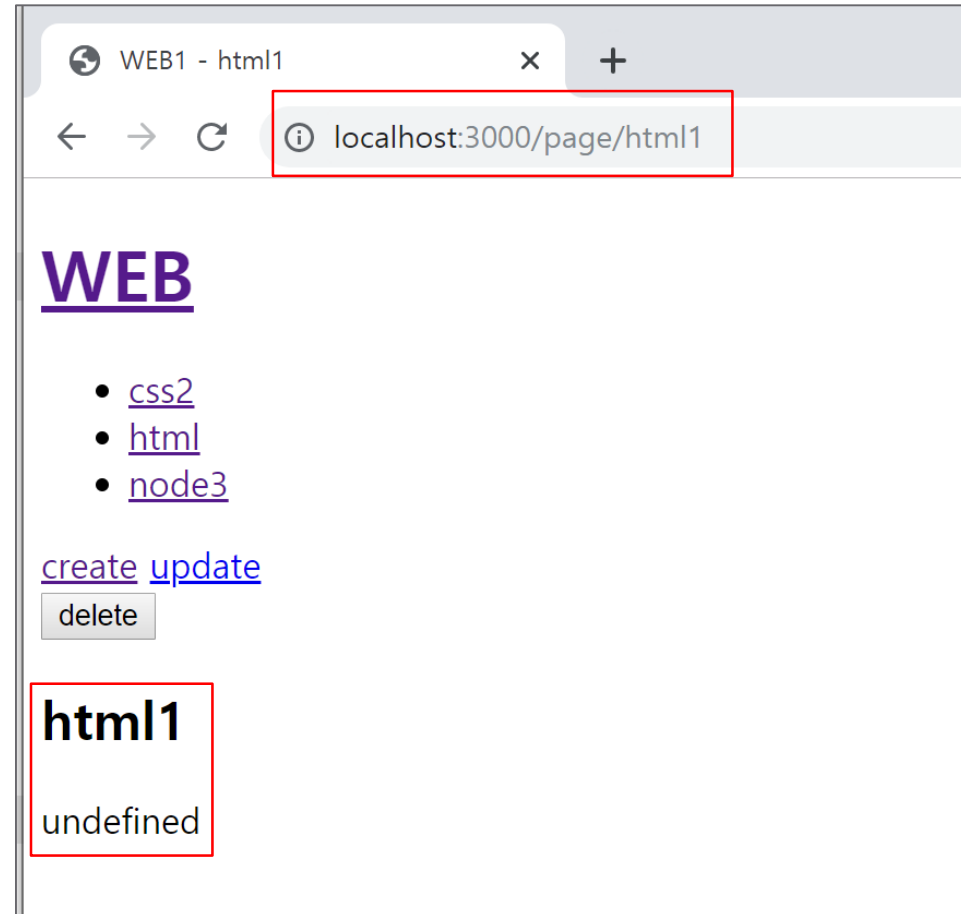 WEB1 - html1
localhost:3000/page/html1
WEB
css2
html
node3
create update
delete
html1
undefined